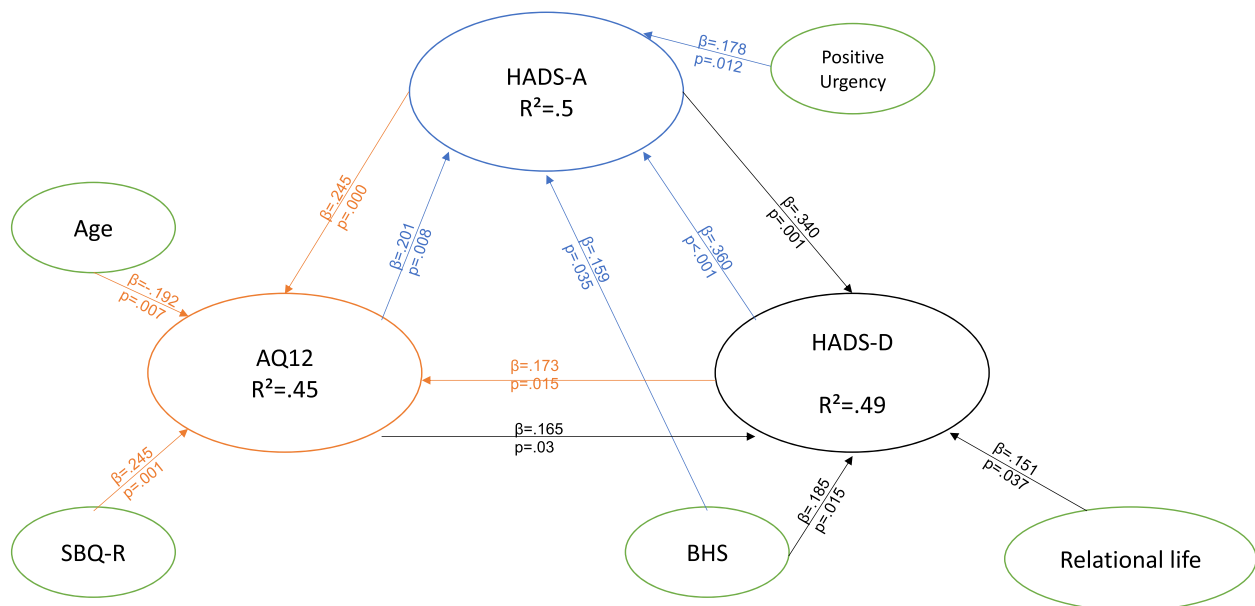 HADS-A
R²=.5
β=.178
p=.012
Positive
Urgency
β=.245
p=.000
β=.201
p=.008
β=.159
p=.035
β=.360
p<.001
β=.340
p=.001
Age
β=-.192
p=.007
AQ12
R²=.45
β=.173
p=.015
HADS-D
R²=.49
β=.165
p=.03
β=.245
p=.001
SBQ-R
BHS
β=.185
p=.015
β=.151
p=.037
Relational life